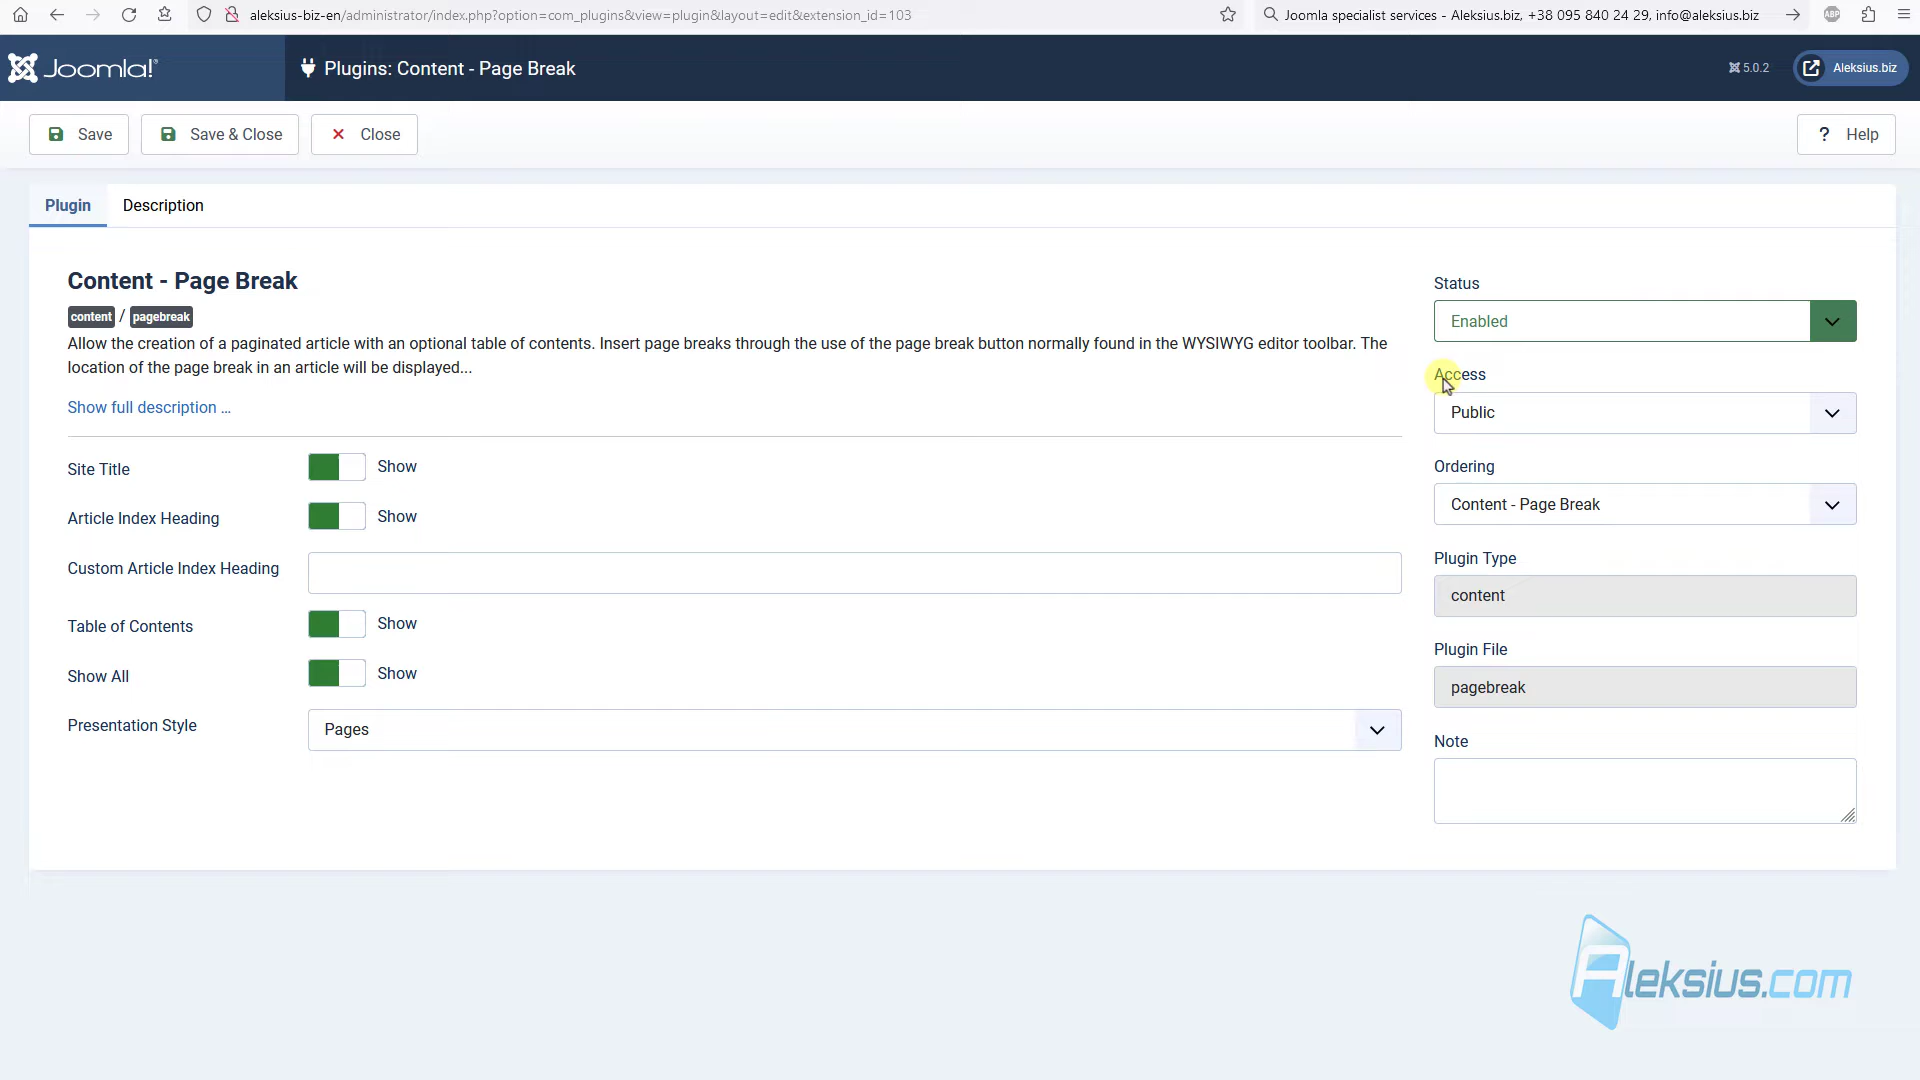 aleksius-biz-en/administrator/index.php?option=com_plugins&view=plugin&layout=edit&extension_id=103
Joomla specialist services - Aleksius.biz, +38 095 840 24 29, info@aleksius.biz
ABP
Joomla!®
Plugins: Content - Page Break
5.0.2
Aleksius.biz
Save
Save & Close
Close
? Help
Plugin
Description
Content - Page Break
content / pagebreak
Allow the creation of a paginated article with an optional table of contents. Insert page breaks through the use of the page break button normally found in the WYSIWYG editor toolbar. The
location of the page break in an article will be displayed...
Show full description ...
Site Title
Show
Article Index Heading
Show
Custom Article Index Heading
Table of Contents
Show
Show All
Show
Presentation Style
Pages
Status
Enabled
Access
Public
Ordering
Content - Page Break
Plugin Type
content
Plugin File
pagebreak
Note
Aleksius.com